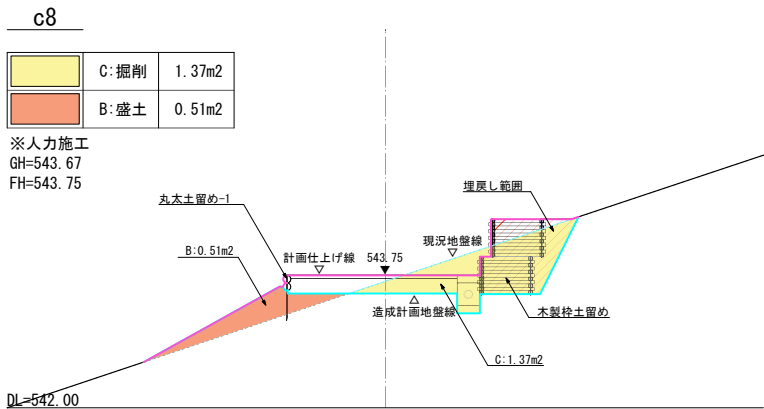 c8
C:掘削 1.37m2
B:盛土 0.51m2
※人力施工
GH=543.67
FH=543.75
丸太土留め-1
埋戻し範囲
B:0.51m2
計画仕上げ線
543.75
現況地盤線
造成計画地盤線
木製枠土留め
C:1.37m2
DL=542.00